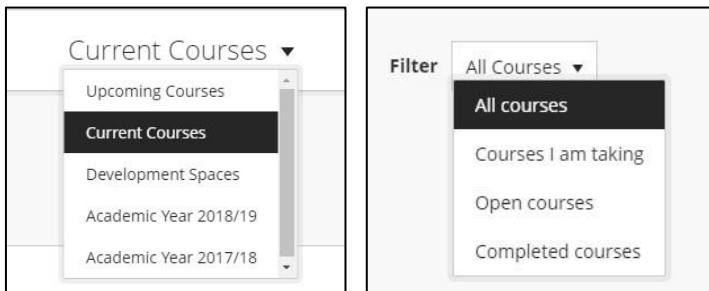 Current Courses
Upcoming Courses
Current Courses
Development Spaces
Academic Year 2018/19
Academic Year 2017/18
Filter All Courses
All courses
Courses I am taking
Open courses
Completed courses